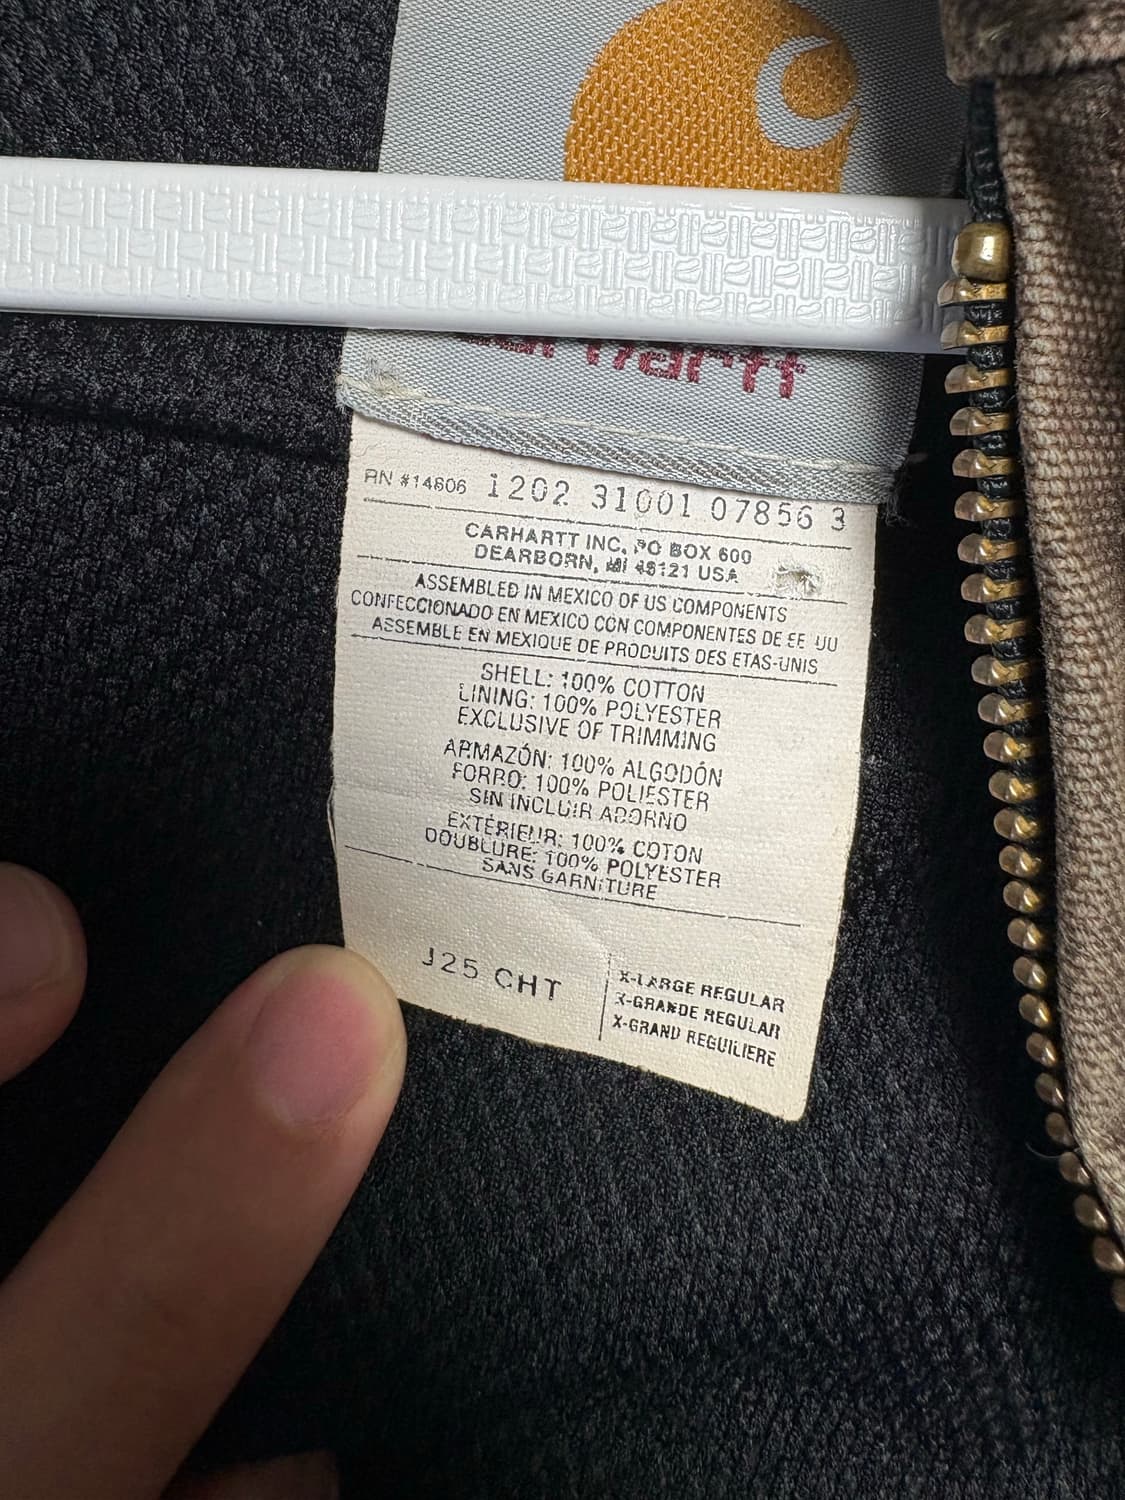 carhartt
RN #14806 1202 31001 07856 3
CARHARTT INC, PO BOX 600
DEARBORN, MI 48121 USA
ASSEMBLED IN MEXICO OF US COMPONENTS
CONFECCIONADO EN MEXICO CON COMPONENTES DE EE UU
ASSEMBLE EN MEXIQUE DE PRODUITS DES ETAS-UNIS
SHELL: 100% COTTON
LINING: 100% POLYESTER
EXCLUSIVE OF TRIMMING
ARMAZÓN: 100% ALGODÓN
FORRO: 100% POLIÉSTER
SIN INCLUIR ADORNO
EXTÉRIEUR: 100% COTON
DOUBLURE: 100% POLYESTER
SANS GARNITURE
J25 CHT
X-LARGE REGULAR
X-GRANDE REGULAR
X-GRAND REGUILIERE